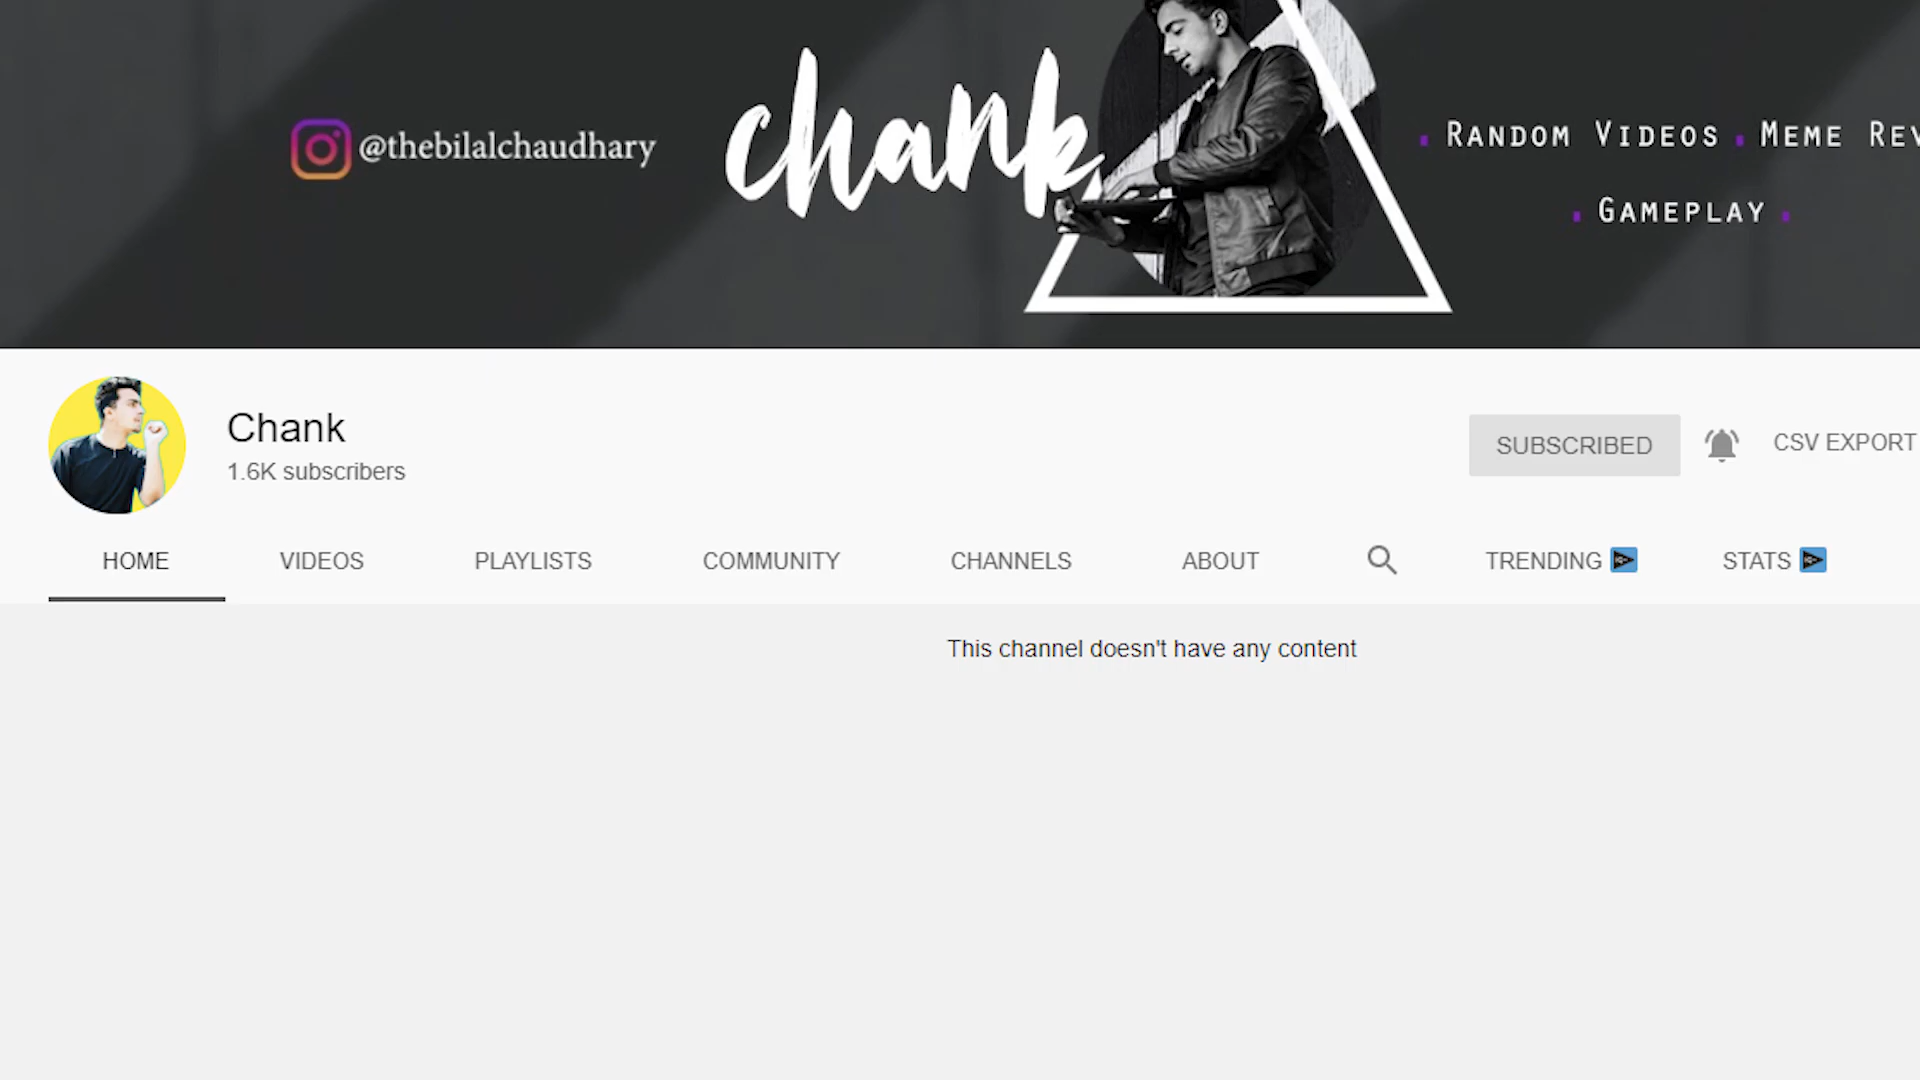 @thebilalchaudhary
chank
Random Videos Meme
Gameplay
Chank
1.6K subscribers
SUBSCRIBED
CSV EXPORT
HOME VIDEOS PLAYLISTS COMMUNITY CHANNELS ABOUT TRENDING STATS
This channel doesn't have any content